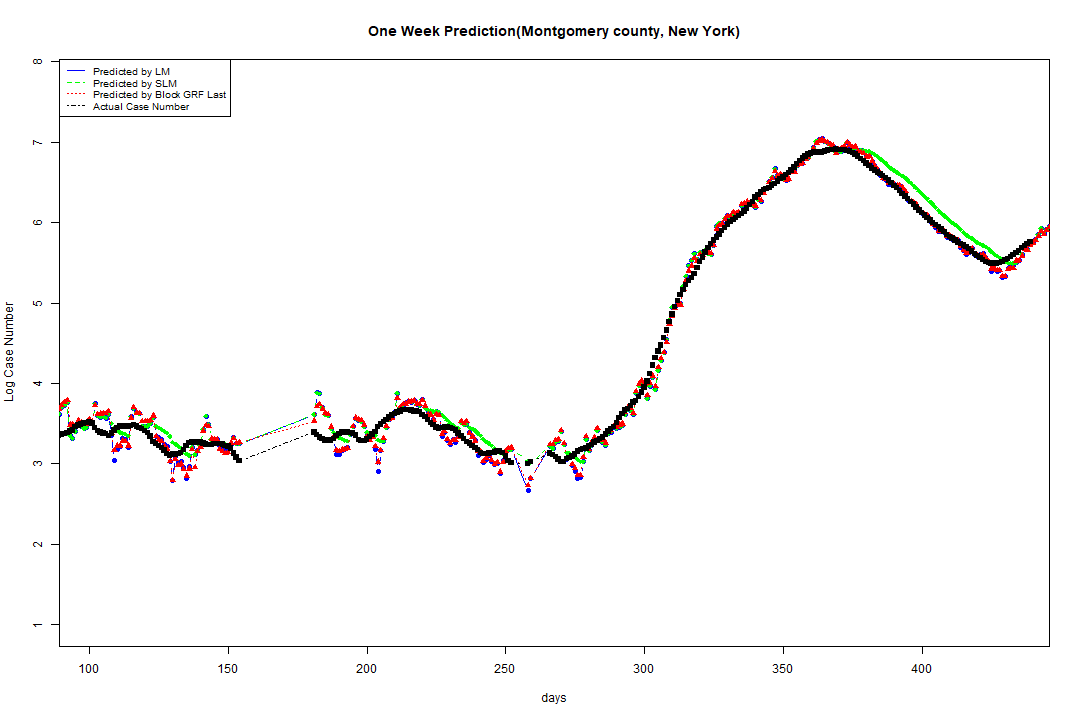 One Week Prediction(Montgomery county, New York)
Predicted by LM
Predicted by SLM
Predicted by Block GRF Last
Actual Case Number
Log Case Number
8
7
6
5
4
3
2
1
100 150 200 250 300 350 400
days